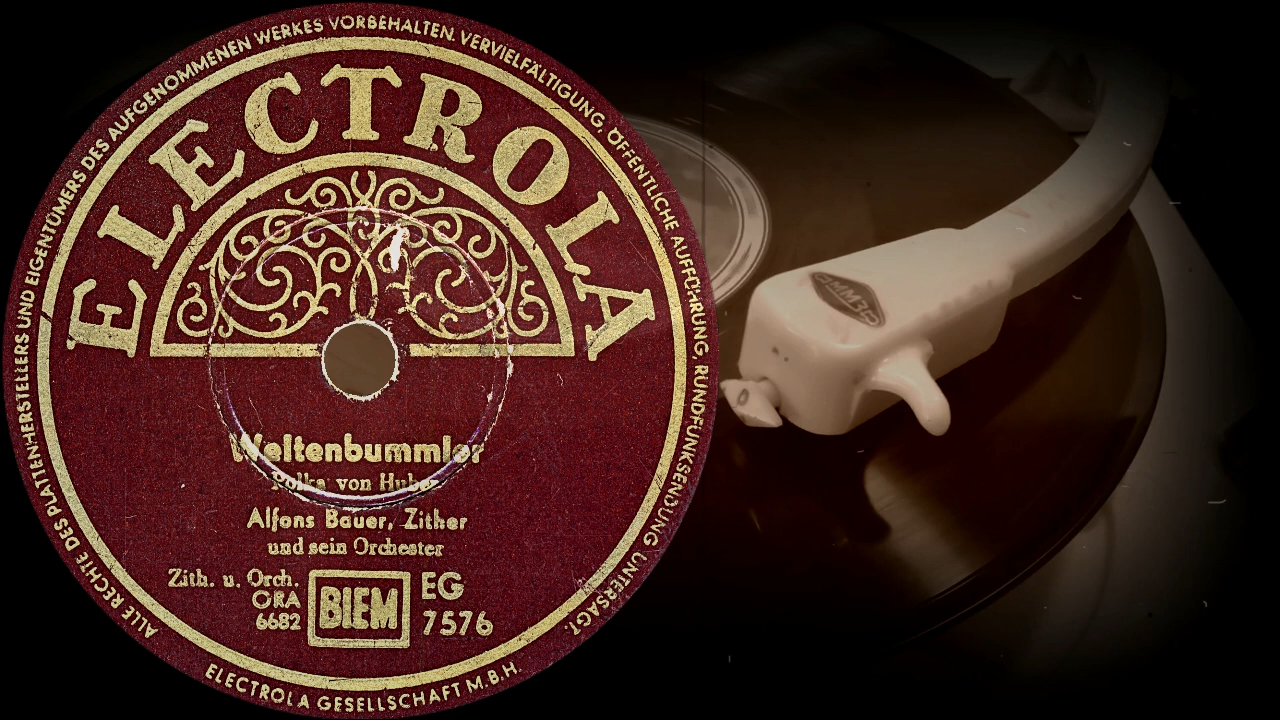 ALLE RECHTE DES PLATTENHERSTELLERS UND EIGENTÜMERS DES AUFGENOMMENEN WERKES VORBEHALTEN. VERVIELFÄLTIGUNG, ÖFFENTLICHE AUFFÜHRUNG, RUNDFUNKSENDUNG UNTERSAGT.
ELECTROLA
Weltenbummler
Polka von Huber
Alfons Bauer, Zither
und sein Orchester
Zith. u. Orch.
ORA
6682
BIEM
EG
7576
ELECTROLA GESELLSCHAFT M.B.H.